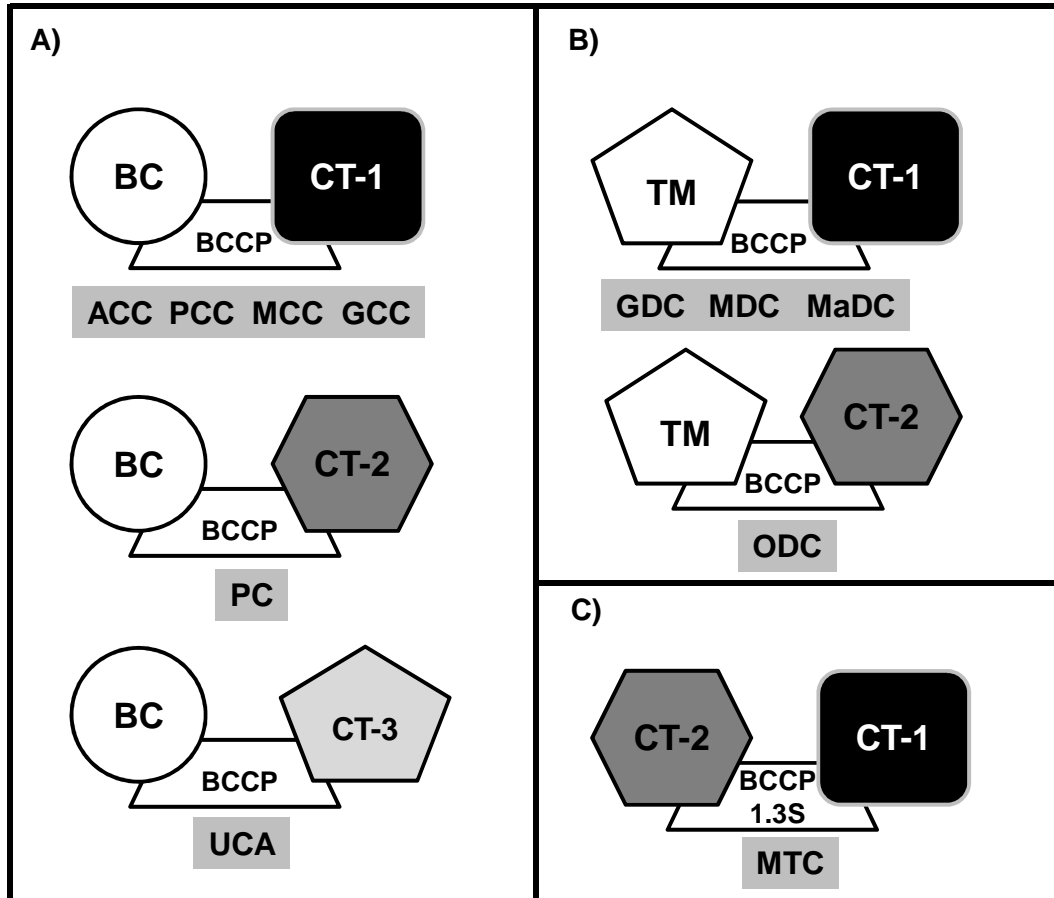 A)
BC CT-1
BCCP
ACC PCC MCC GCC
BC CT-2
BCCP
PC
BC CT-3
BCCP
UCA
B)
TM CT-1
BCCP
GDC MDC MaDC
TM CT-2
BCCP
ODC
C)
CT-2 CT-1
BCCP
1.3S
MTC